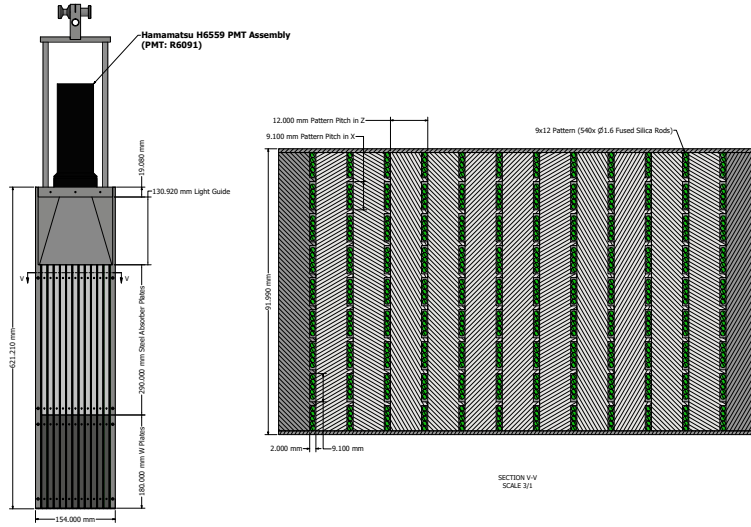 Hamamatsu H6559 PMT Assembly
(PMT: R6091)
12.000 mm Pattern Pitch in Z
9.100 mm Pattern Pitch in X
9x12 Pattern (540x Ø1.6 Fused Silica Rods)
19.080 mm
130.920 mm Light Guide
V
V
621.210 mm
290.000 mm Steel Absorber Plates
180.000 mm W Plates
154.000 mm
91.990 mm
2.000 mm
9.100 mm
SECTION V-V
SCALE 3/1